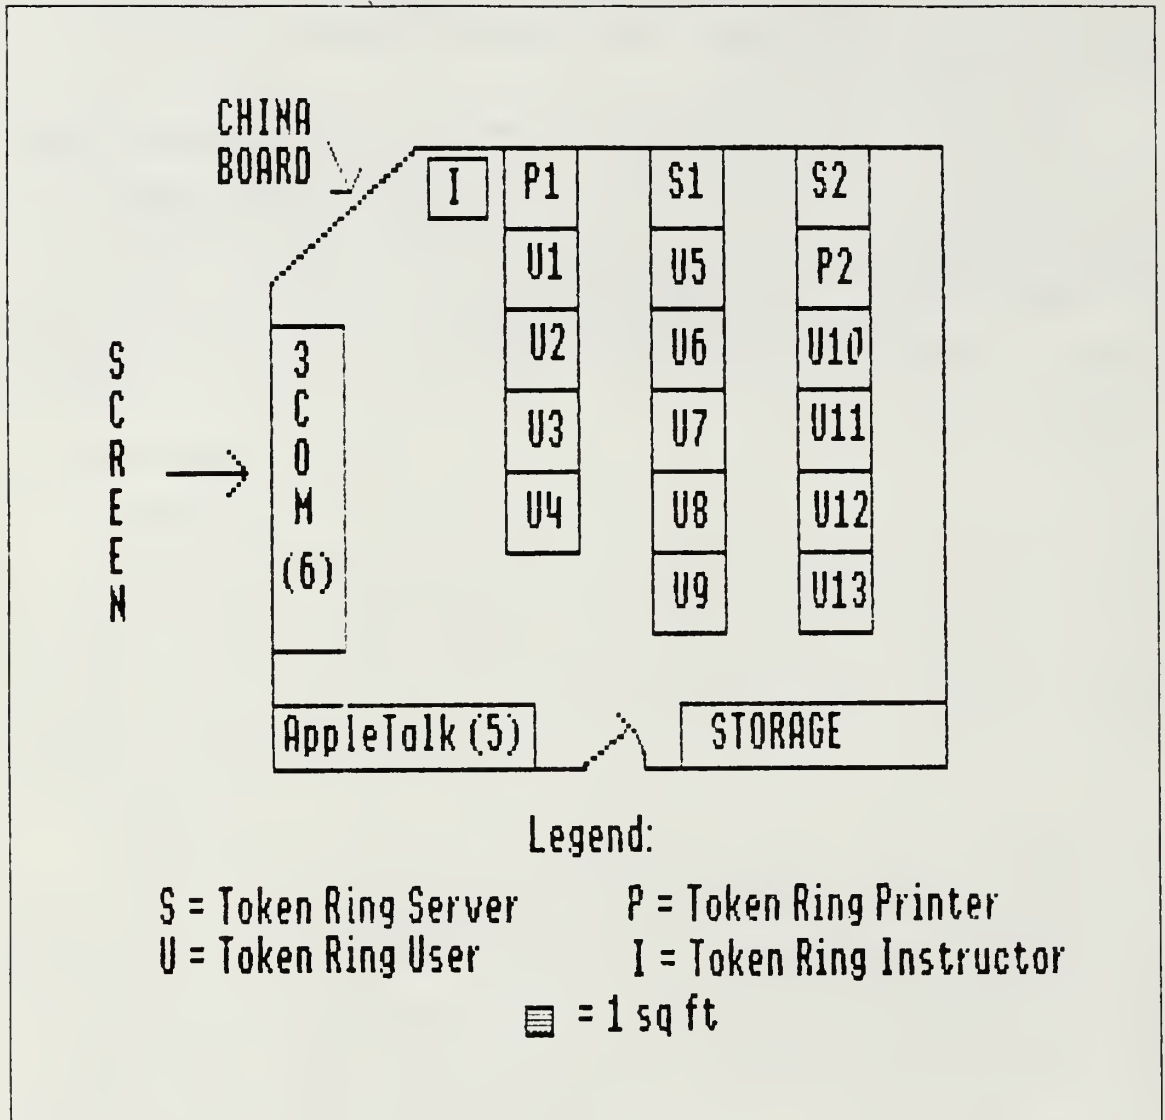 CHINA
BOARD
I
P1
U1
U2
U3
U4
S1
U5
U6
U7
U8
U9
S2
P2
U10
U11
U12
U13
SCREEN
3COM
(6)
AppleTalk (5)
STORAGE
Legend:
S = Token Ring Server
P = Token Ring Printer
U = Token Ring User
I = Token Ring Instructor
= 1 sq ft